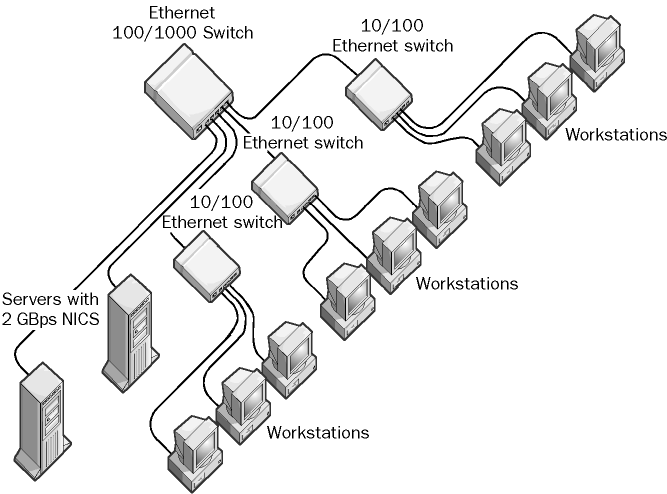 Ethernet
100/1000 Switch
10/100
Ethernet switch
Workstations
10/100
Ethernet switch
10/100
Ethernet switch
Workstations
Servers with
2 GBps NICS
Workstations